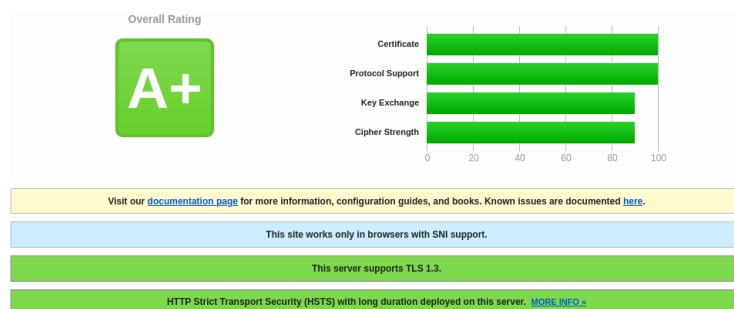 Overall Rating
A+
Certificate
Protocol Support
Key Exchange
Cipher Strength
0 20 40 60 80 100
Visit our documentation page for more information, configuration guides, and books. Known issues are documented here.
This site works only in browsers with SNI support.
This server supports TLS 1.3.
HTTP Strict Transport Security (HSTS) with long duration deployed on this server. MORE INFO »